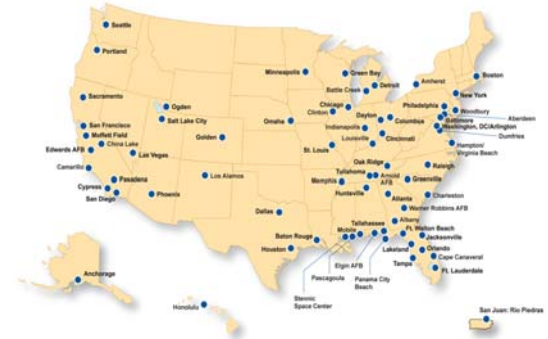 Seattle
Portland
Sacramento
San Francisco
Moffett Field
China Lake
Edwards AFB
Camarillo
Pasadena
Cypress
San Diego
Las Vegas
Phoenix
Ogden
Salt Lake City
Golden
Los Alamos
Minneapolis
Omaha
Dallas
Houston
Baton Rouge
Green Bay
Battle Creek
Detroit
Chicago
Clinton
Indianapolis
St. Louis
Louisville
Dayton
Columbus
Cincinnati
Amherst
Boston
New York
Philadelphia
Woodbury
Aberdeen
Baltimore
Washington, DC/Arlington
Dumfries
Hampton/
Virginia Beach
Raleigh
Oak Ridge
Tullahoma
Arnold
AFB
Greenville
Memphis
Huntsville
Charleston
Atlanta
Warner Robbins AFB
Albany
Tallahassee
Mobile
Ft. Walton Beach
Jacksonville
Lakeland
Orlando
Cape Canaveral
Tampa
Ft. Lauderdale
Elgin AFB
Panama City
Beach
Pascagoula
Stennic
Space Center
Anchorage
Honolulu
San Juan: Rio Piedras